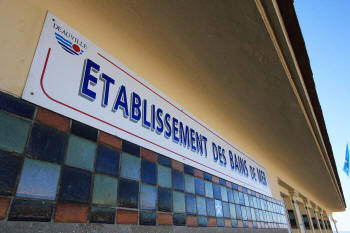 DEAUVILLE
ETABLISSEMENT DES BAINS DE MER